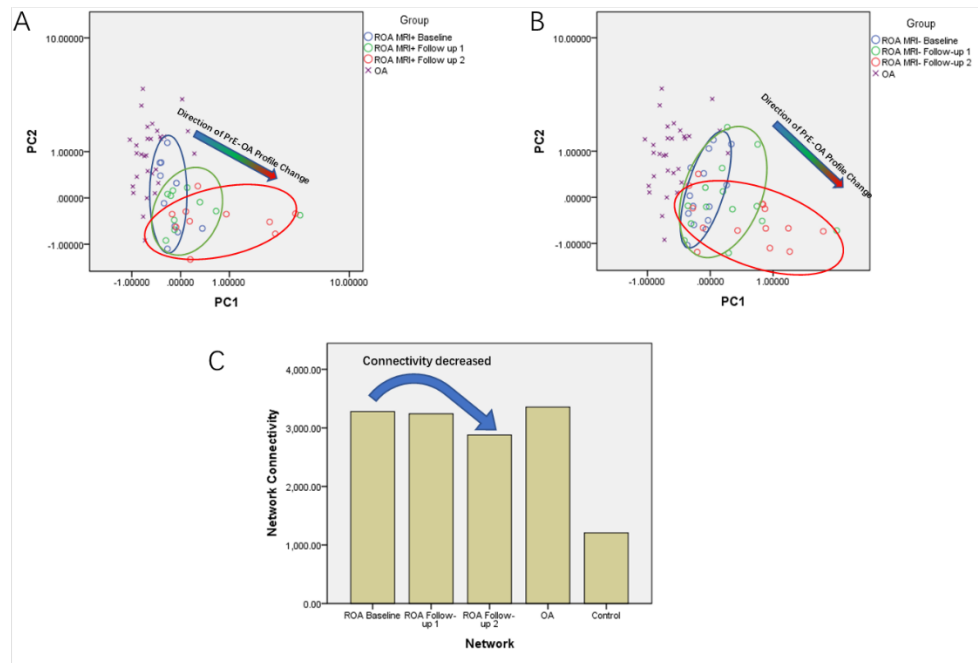 A
Group
ROA MRI+ Baseline
ROA MRI+ Follow up 1
ROA MRI+ Follow up 2
OA
10.00000
1.00000
.00000
-1.00000
PC2
Direction of PrE-OA Profile Change
-1.00000 .00000 1.00000 10.00000
PC1
B
Group
ROA MRI- Baseline
ROA MRI- Follow-up 1
ROA MRI- Follow-up 2
OA
10.00000
1.00000
.00000
-1.00000
PC2
Direction of PrE-OA Profile Change
-1.00000 .00000 1.00000
PC1
C
Connectivity decreased
4,000.00
3,000.00
2,000.00
1,000.00
0.00
Network Connectivity
ROA Baseline ROA Follow- ROA Follow- OA Control
up 1 up 2
Network